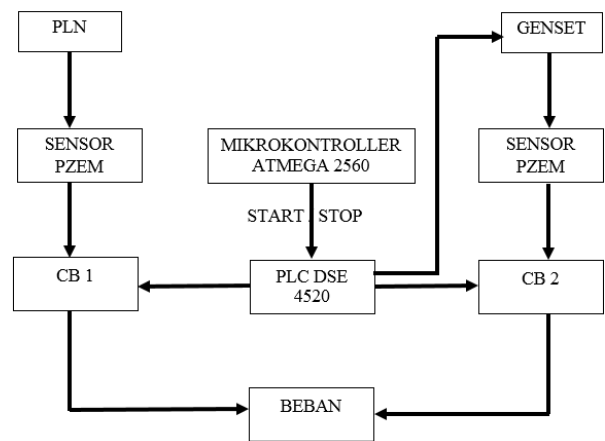 PLN
GENSET
SENSOR
PZEM
MIKROKONTROLLER
ATMEGA 2560
SENSOR
PZEM
START / STOP
CB 1
PLC DSE
4520
CB 2
BEBAN